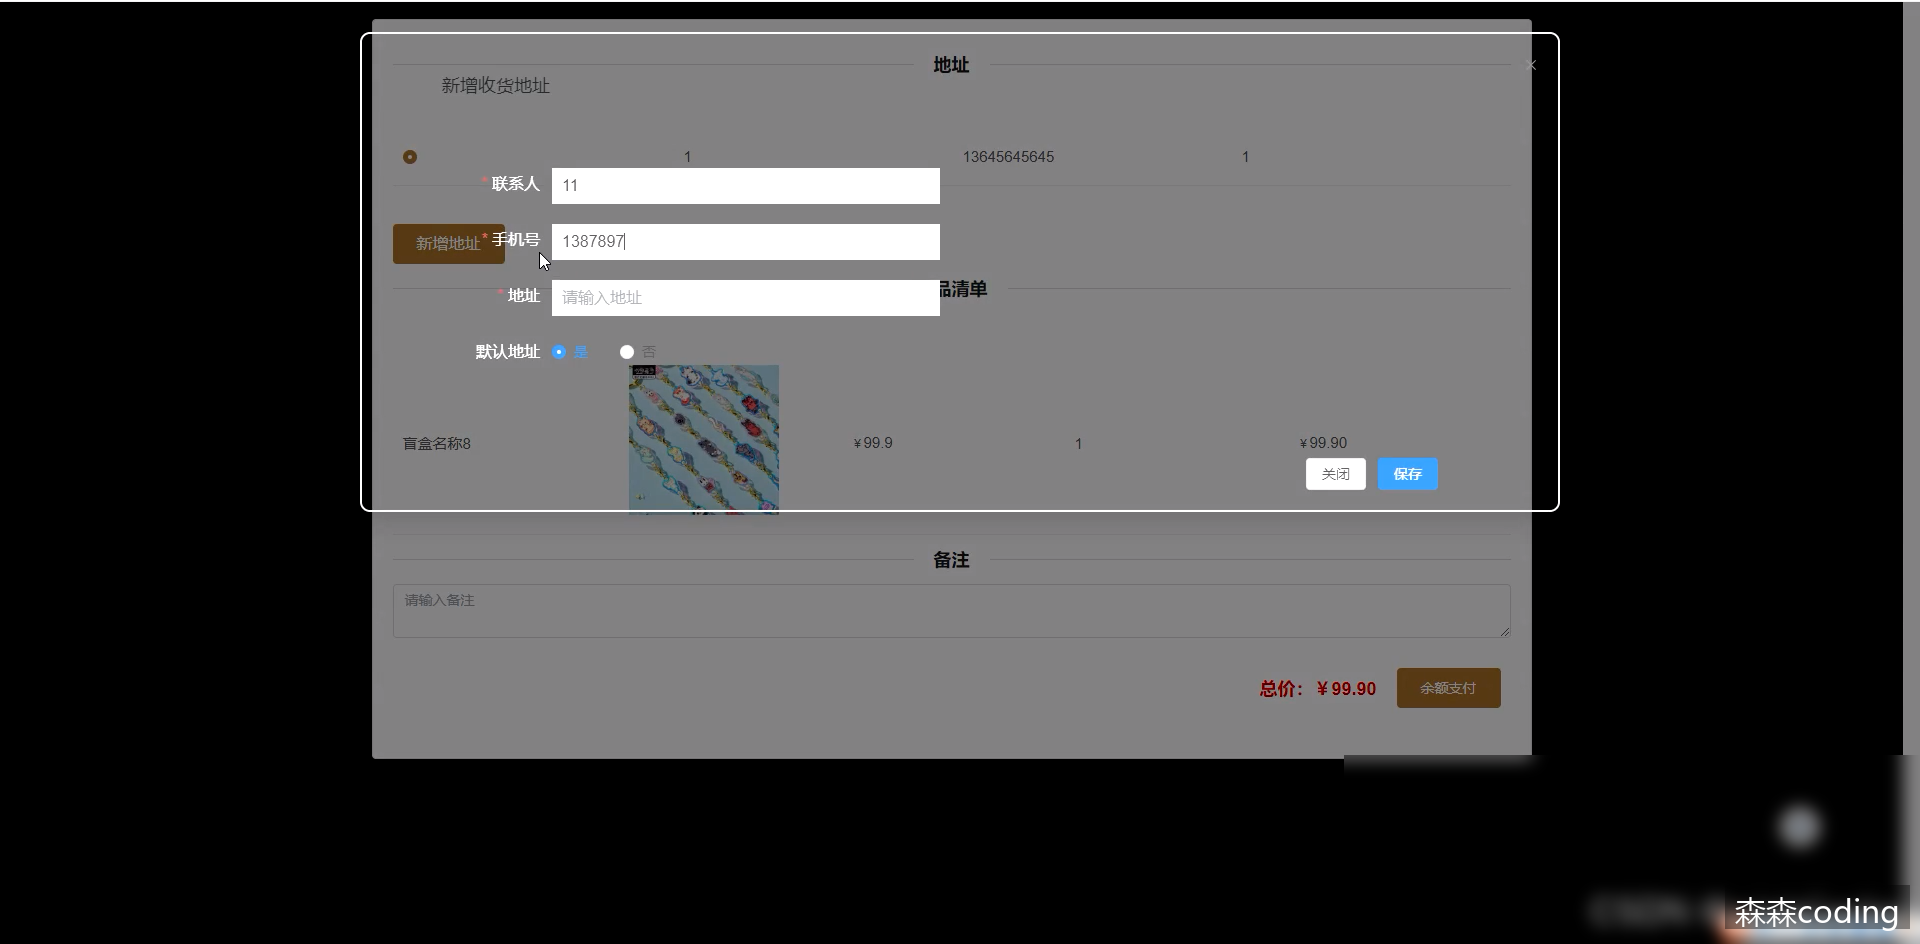 地址
新增收货地址
1 13645645645 1
* 联系人 11
新增地址
* 手机号 1387897
* 地址 请输入地址
品清单
默认地址 是 否
盲盒名称8 ¥99.9 1 ¥99.90
关闭 保存
备注
请输入备注
总价：¥99.90 余额支付
森森coding